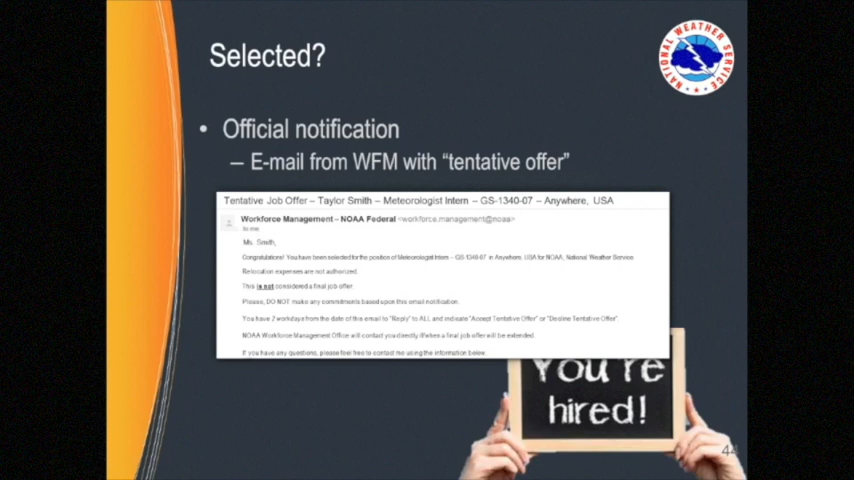 Selected?
NATIONAL WEATHER SERVICE
• Official notification
– E-mail from WFM with “tentative offer”
Tentative Job Offer – Taylor Smith – Meteorologist Intern – GS-1340-07 – Anywhere, USA
Workforce Management – NOAA Federal <workforce.management@noaa>
to me
Ms. Smith,
Congratulations! You have been selected for the position of Meteorologist Intern – GS-1340-07 in Anywhere, USA for NOAA, National Weather Service
Relocation expenses are not authorized.
This is not considered a final job offer.
Please, DO NOT make any commitments based upon this email notification.
You have 2 workdays from the date of this email to "Reply" to ALL and indicate "Accept Tentative Offer" or "Decline Tentative Offer".
NOAA Workforce Management Office will contact you directly if/when a final job offer will be extended.
If you have any questions, please feel free to contact me using the information below.
You're
hired!
44